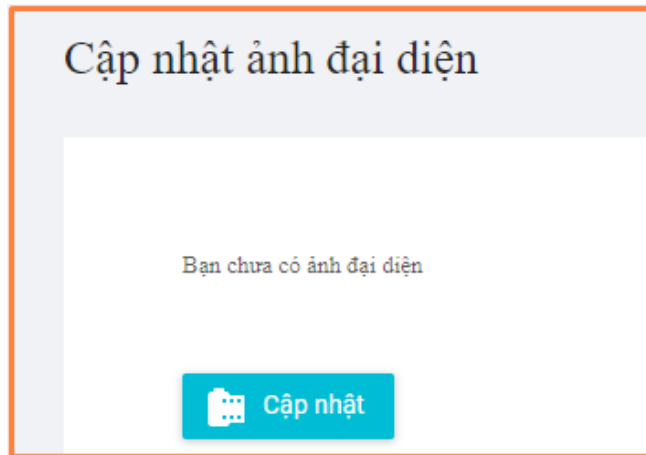 Cập nhật ảnh đại diện
Bạn chưa có ảnh đại diện
Cập nhật